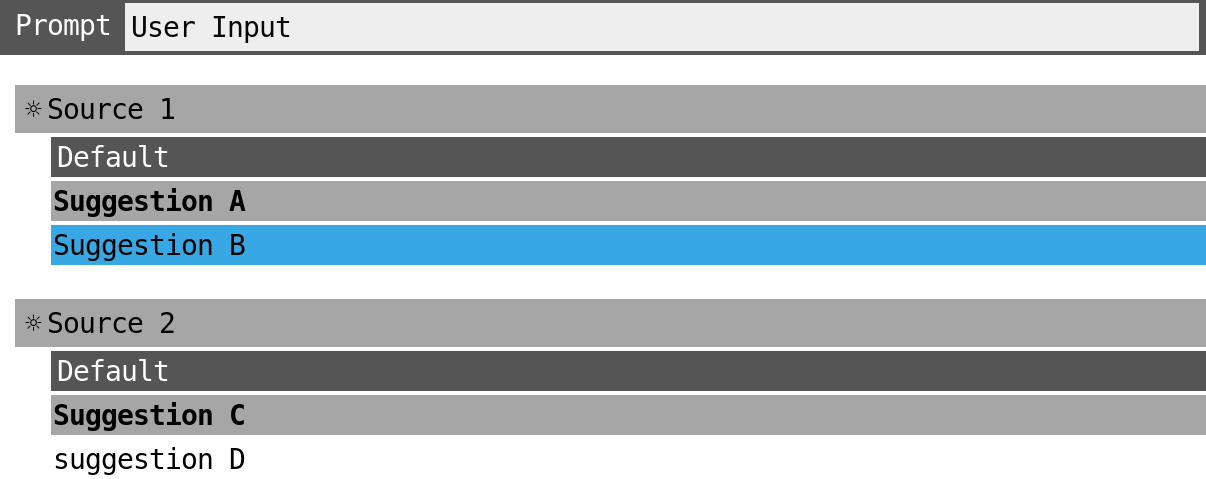 Prompt User Input
☼ Source 1
Default
Suggestion A
Suggestion B
☼ Source 2
Default
Suggestion C
suggestion D